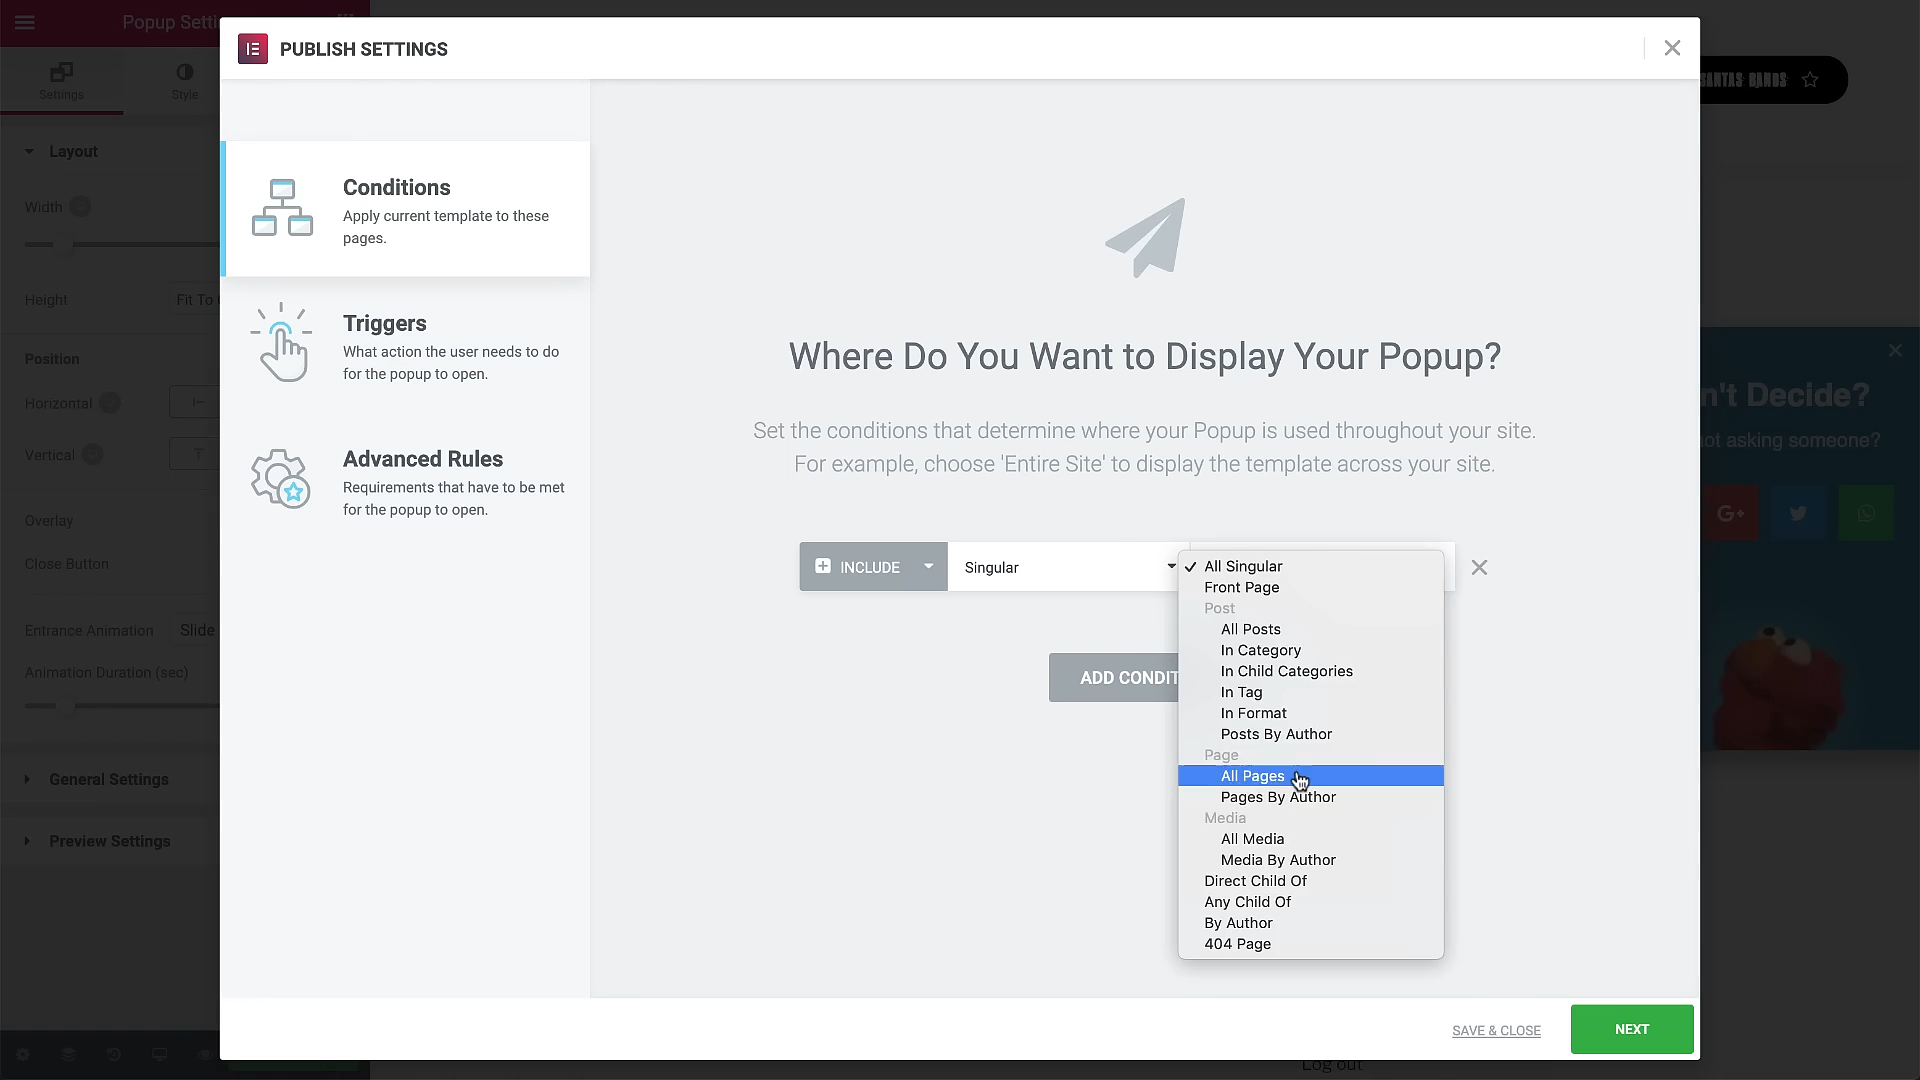 Popup Setti
PUBLISH SETTINGS
Settings
Style
Layout
Width
Height
Fit To
Position
Horizontal
Vertical
Overlay
Close Button
Entrance Animation
Slide
Animation Duration (sec)
General Settings
Preview Settings
Conditions
Apply current template to these
pages.
Triggers
What action the user needs to do
for the popup to open.
Advanced Rules
Requirements that have to be met
for the popup to open.
Where Do You Want to Display Your Popup?
Set the conditions that determine where your Popup is used throughout your site.
For example, choose 'Entire Site' to display the template across your site.
INCLUDE
Singular
ADD CONDIT
✓ All Singular
Front Page
Post
All Posts
In Category
In Child Categories
In Tag
In Format
Posts By Author
Page
All Pages
Pages By Author
Media
All Media
Media By Author
Direct Child Of
Any Child Of
By Author
404 Page
SAVE & CLOSE
NEXT
n't Decide?
not asking someone?
G+
Log out